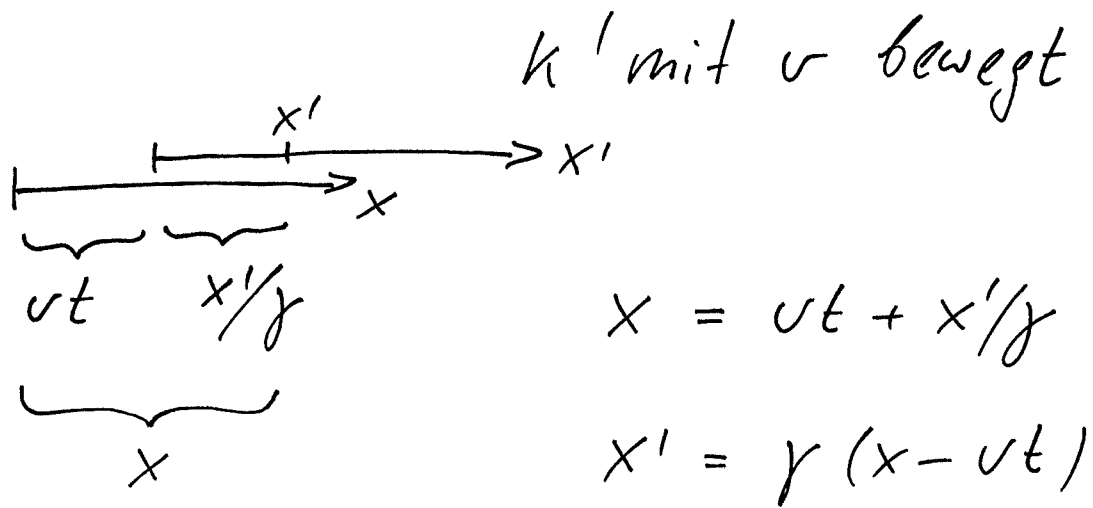 K' mit v bewegt
x'
x'
x
vt
x'/γ
x = vt + x'/γ
x
x' = γ (x - vt)